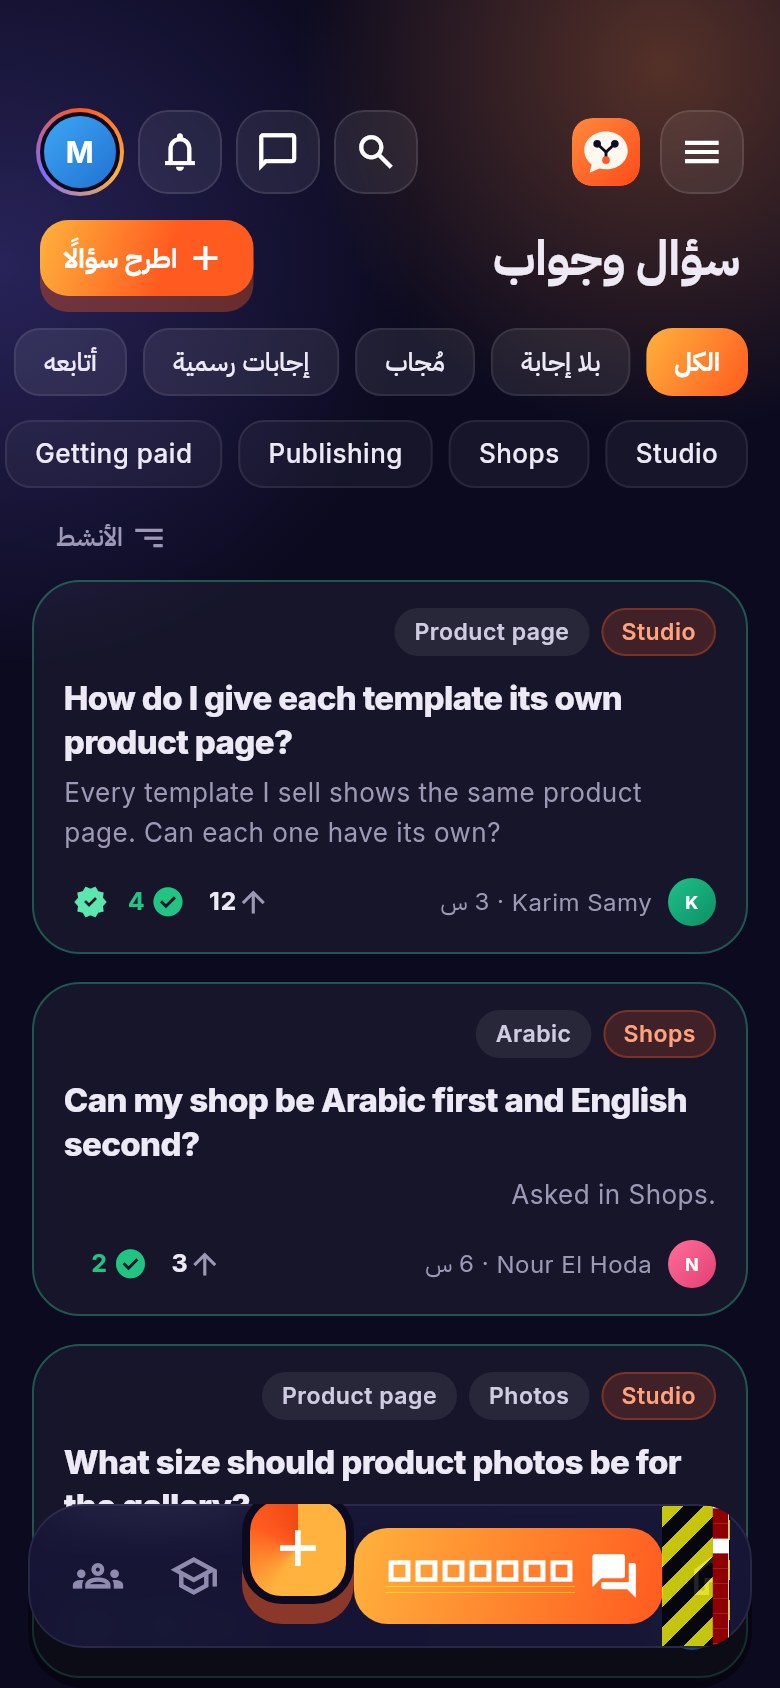 M
سؤال وجواب
اطرح سؤالًا
الكل
بلا إجابة
مُجاب
إجابات رسمية
أتابعه
Studio
Shops
Publishing
Getting paid
الأنشط
Studio
Product page
How do I give each template its own
product page?
Every template I sell shows the same product
page. Can each one have its own?
K
Karim Samy · 3 س
12
4
Shops
Arabic
Can my shop be Arabic first and English
second?
Asked in Shops.
N
Nour El Hoda · 6 س
3
2
Studio
Photos
Product page
What size should product photos be for
the gallery?